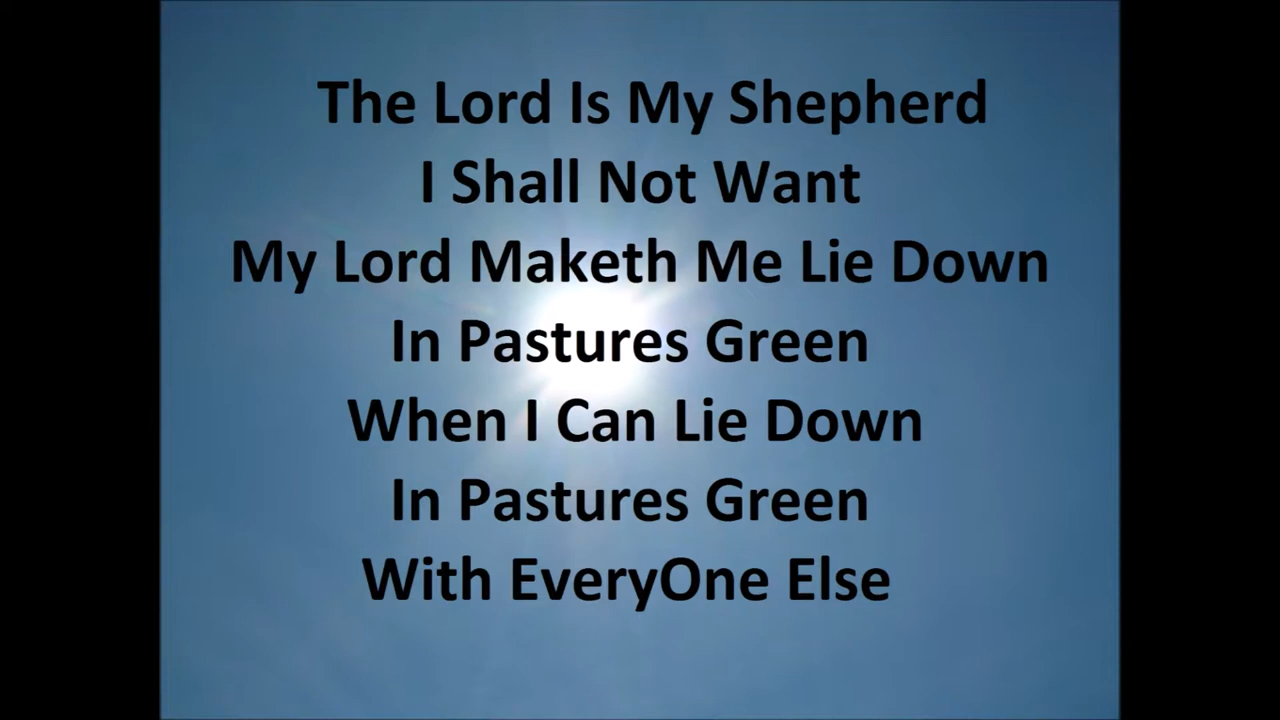 The Lord Is My Shepherd
I Shall Not Want
My Lord Maketh Me Lie Down
In Pastures Green
When I Can Lie Down
In Pastures Green
With EveryOne Else